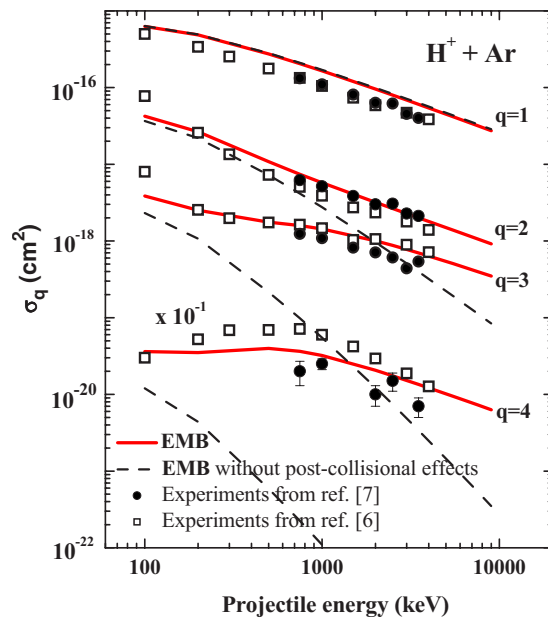 H⁺ + Ar
10⁻¹⁶
q=1
10⁻¹⁸
q=2
q=3
σq (cm²)
x 10⁻¹
10⁻²⁰
q=4
EMB
EMB without post-collisional effects
Experiments from ref. [7]
Experiments from ref. [6]
10⁻²²
100 1000 10000
Projectile energy (keV)